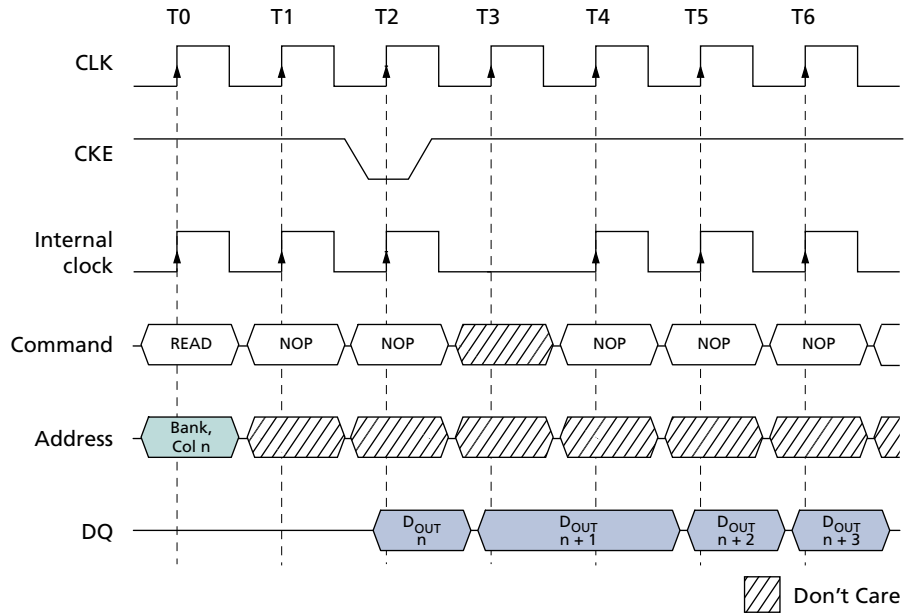 T0 T1 T2 T3 T4 T5 T6
CLK
CKE
Internal
clock
Command READ NOP NOP NOP NOP NOP
Address Bank,
Col n
DQ DOUT
n
DOUT
n + 1
DOUT
n + 2
DOUT
n + 3
Don't Care